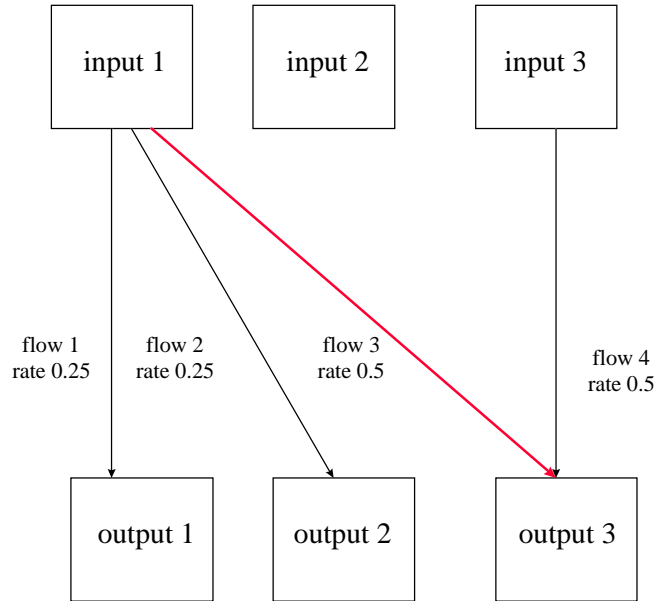 input 1
input 2
input 3
flow 1
rate 0.25
flow 2
rate 0.25
flow 3
rate 0.5
flow 4
rate 0.5
output 1
output 2
output 3